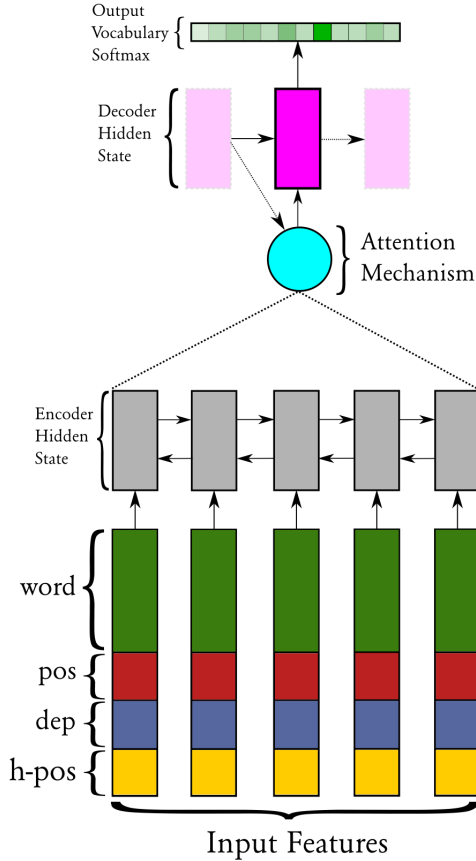 Output
Vocabulary
Softmax
Decoder
Hidden
State
Attention
Mechanism
Encoder
Hidden
State
word
pos
dep
h-pos
Input Features